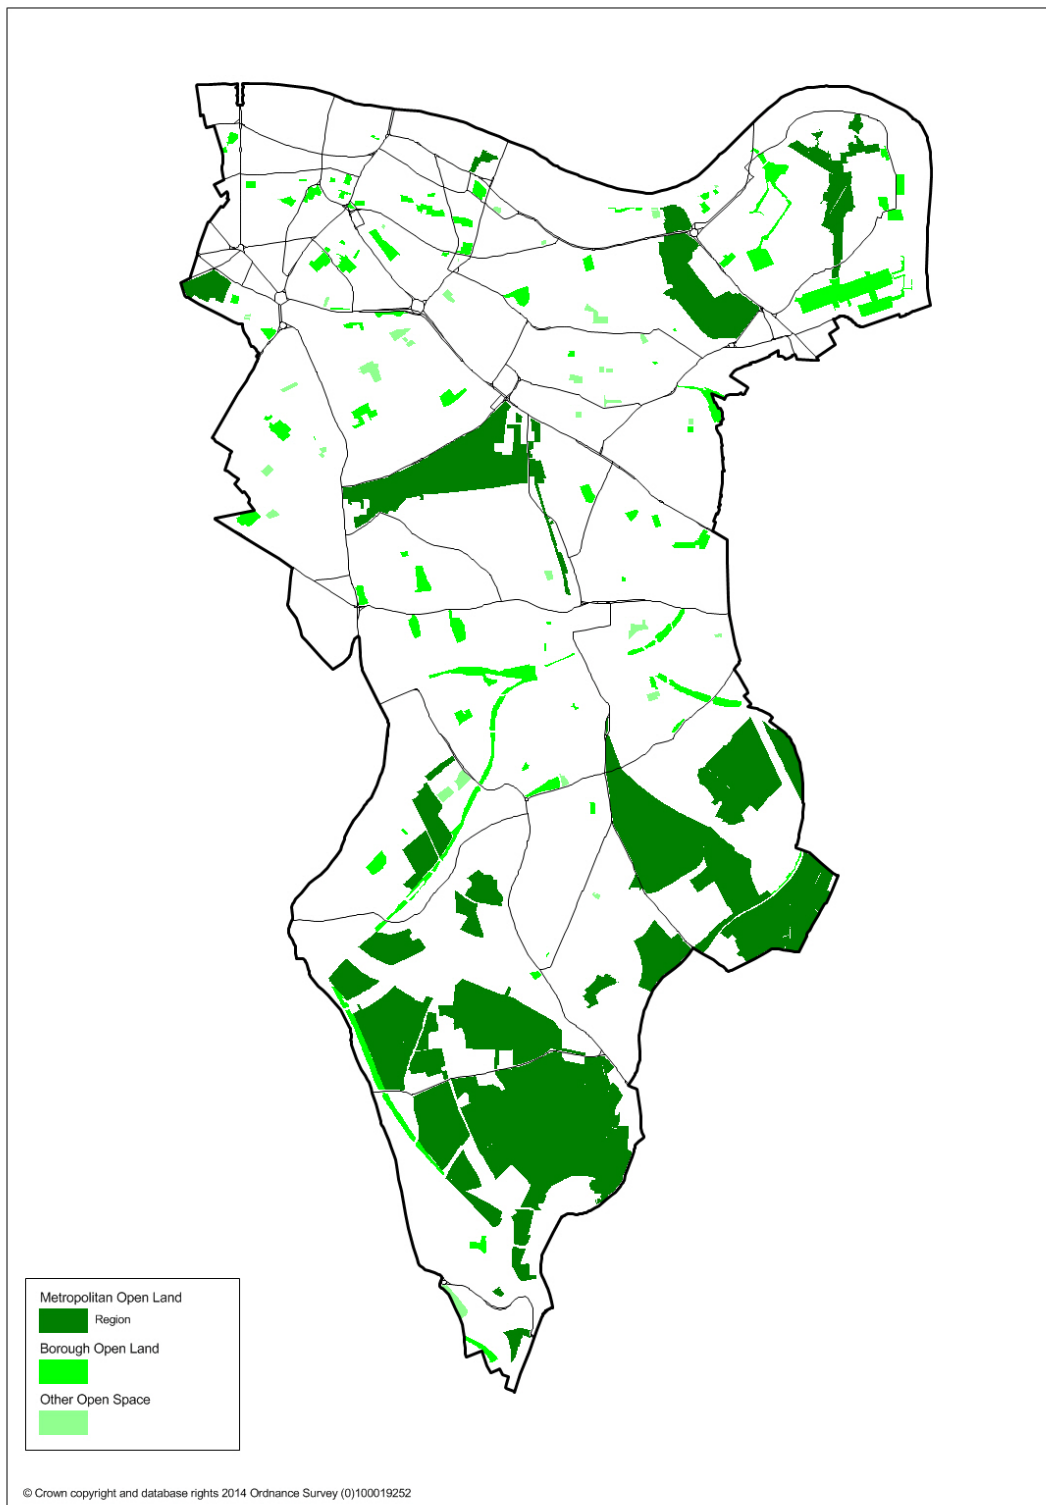 Metropolitan Open Land
Region
Borough Open Land
Other Open Space
© Crown copyright and database rights 2014 Ordnance Survey (0)100019252